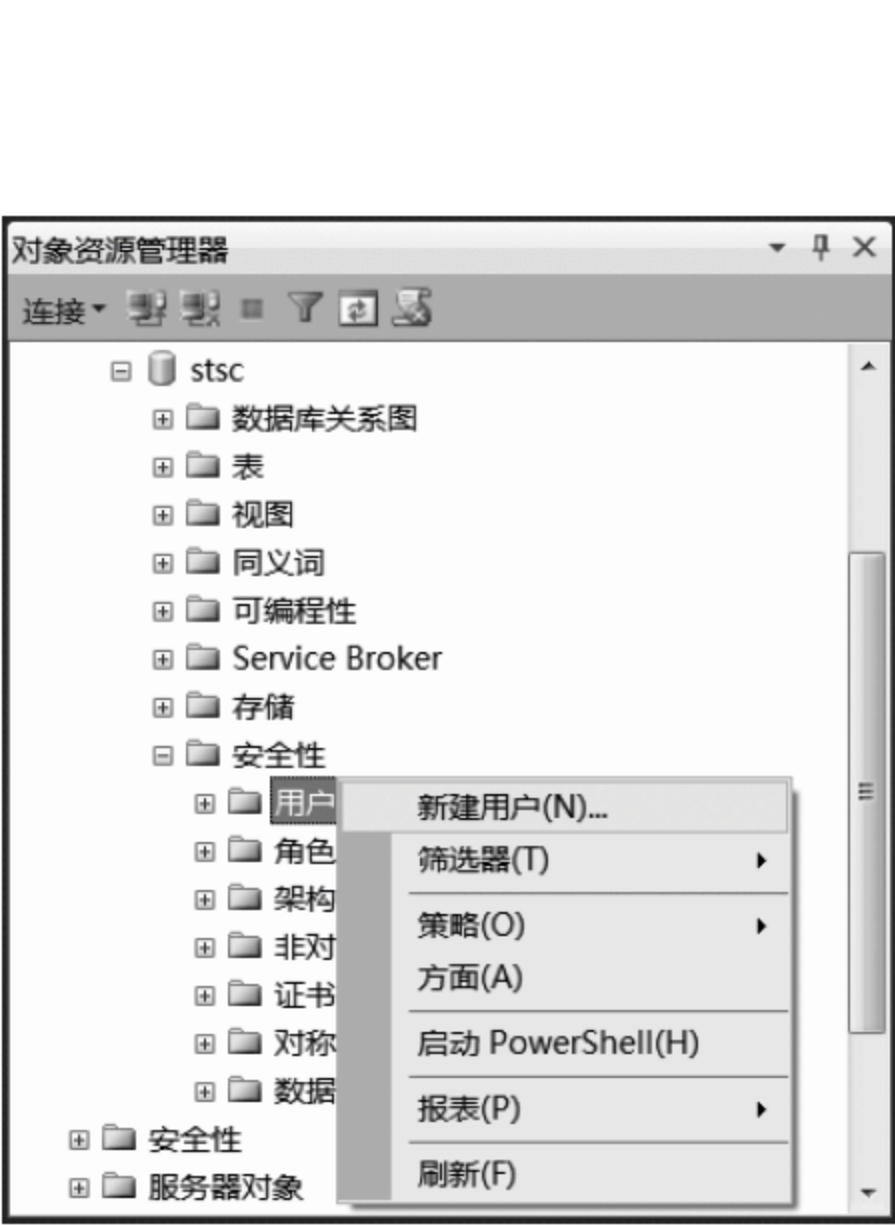 对象资源管理器
连接
stsc
数据库关系图
表
视图
同义词
可编程性
Service Broker
存储
安全性
用户
新建用户(N)...
角色
筛选器(T)
架构
策略(O)
非对
方面(A)
证书
对称
启动 PowerShell(H)
数据
报表(P)
安全性
刷新(F)
服务器对象